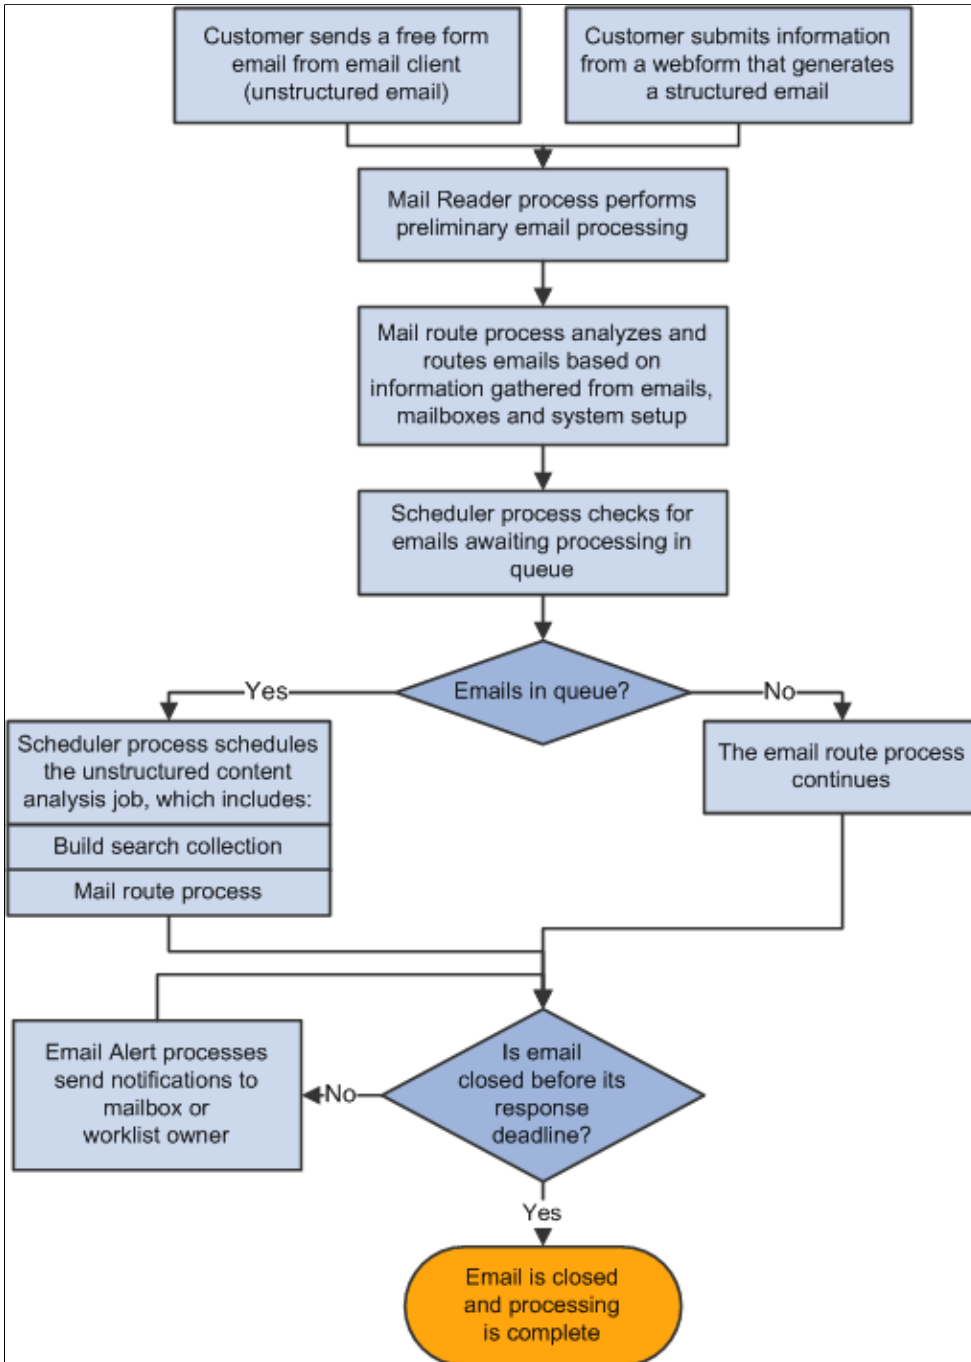 Customer sends a free form
email from email client
(unstructured email)
Customer submits information
from a webform that generates
a structured email
Mail Reader process performs
preliminary email processing
Mail route process analyzes and
routes emails based on
information gathered from emails,
mailboxes and system setup
Scheduler process checks for
emails awaiting processing in
queue
Emails in queue?
Yes
No
Scheduler process schedules
the unstructured content
analysis job, which includes:
Build search collection
Mail route process
The email route process
continues
Email Alert processes
send notifications to
mailbox or
worklist owner
No
Is email
closed before its
response
deadline?
Yes
Email is closed
and processing
is complete